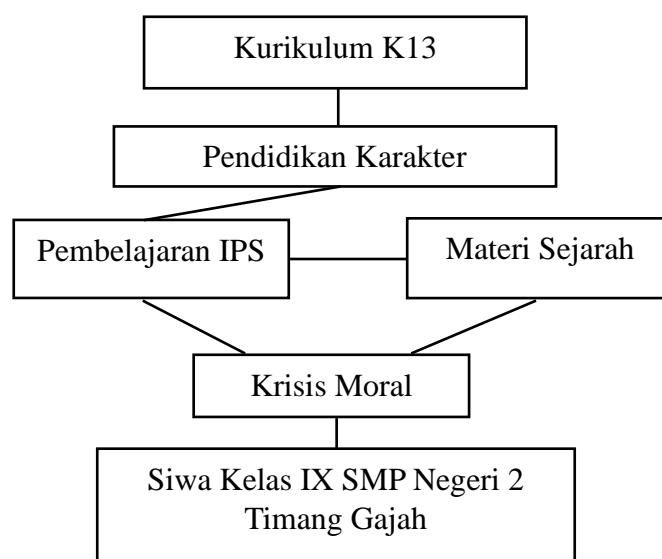 Kurikulum K13
Pendidikan Karakter
Pembelajaran IPS
Materi Sejarah
Krisis Moral
Siwa Kelas IX SMP Negeri 2
Timang Gajah